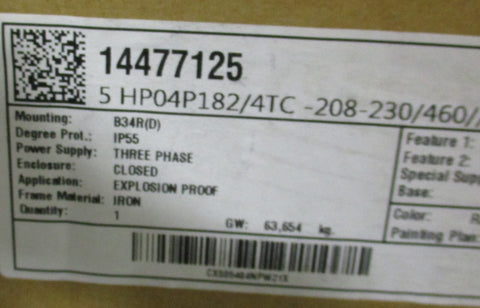 14477125
5 HP04P182/4TC -208-230/460//
Mounting: B34R(D)
Degree Prot.: IP55
Power Supply: THREE PHASE
Enclosure: CLOSED
Application: EXPLOSION PROOF
Frame Material: IRON
Quantity: 1
GW: 63,654 kg.
Feature 1:
Feature 2:
Special Supp
Base:
Color: R
Painting Plan: